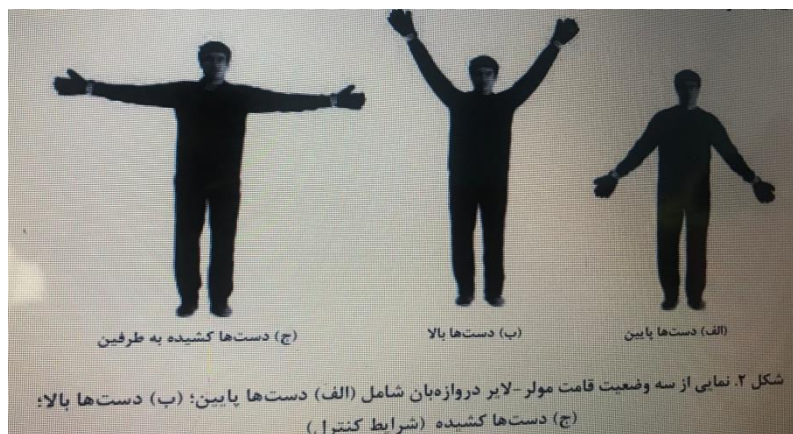 (الف) دست‌ها پایین
(ب) دست‌ها بالا
(ج) دست‌ها کشیده به طرفین
شکل ۲. نمایی از سه وضعیت قامت مولر-لایر دروازه‌بان شامل (الف) دست‌ها پایین؛ (ب) دست‌ها بالا؛
(ج) دست‌ها کشیده (شرایط کنترل)